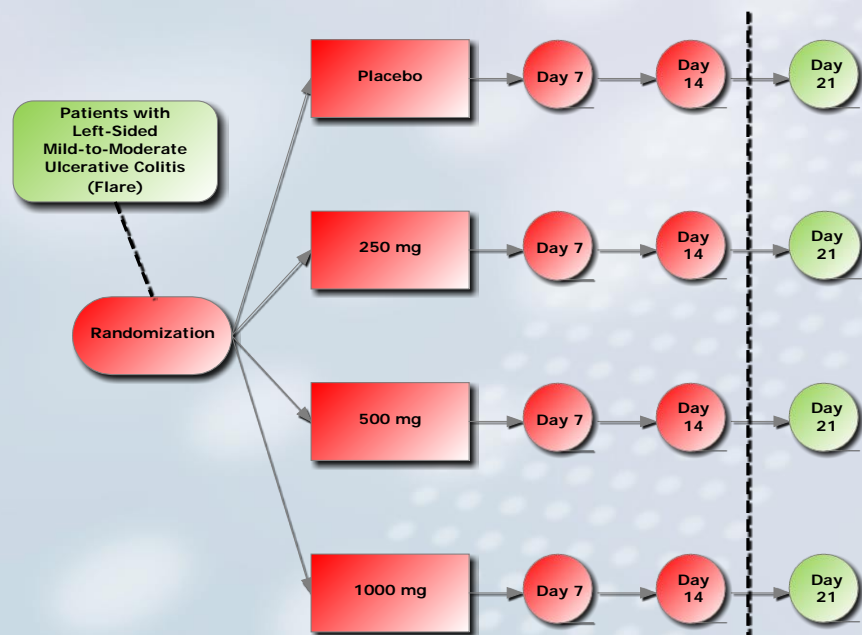 Placebo
Day 7
Day
14
Day
21
Patients with
Left-Sided
Mild-to-Moderate
Ulcerative Colitis
(Flare)
250 mg
Day 7
Day
14
Day
21
Randomization
500 mg
Day 7
Day
14
Day
21
1000 mg
Day 7
Day
14
Day
21